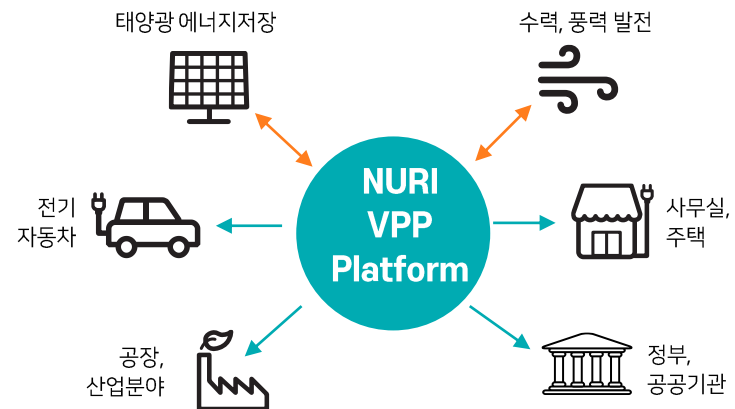 태양광 에너지저장
수력, 풍력 발전
NURI
VPP
Platform
전기
자동차
사무실,
주택
공장,
산업분야
정부,
공공기관